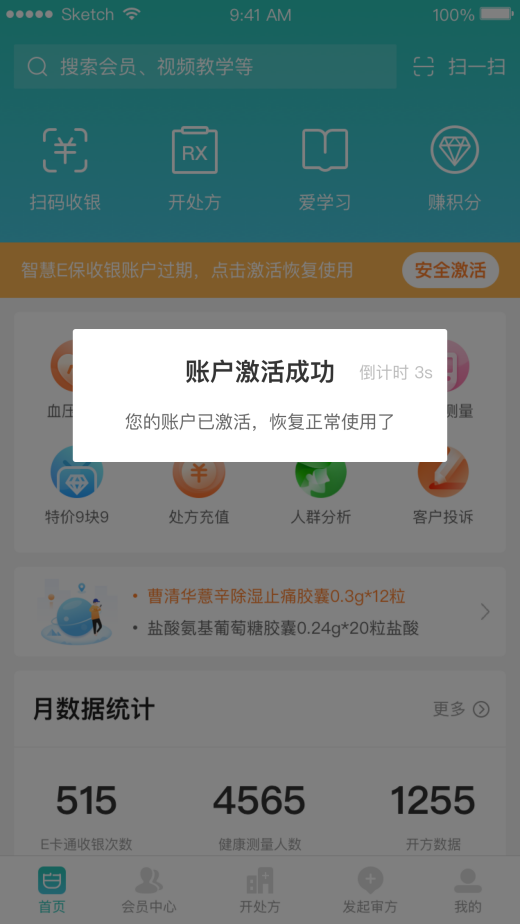 Sketch 9:41 AM 100%
搜索会员、视频教学等 扫一扫
RX
扫码收银 开处方 爱学习 赚积分
智慧E保收银账户过期，点击激活恢复使用 安全激活
账户激活成功 倒计时 3s
血压 测量
您的账户已激活，恢复正常使用了
特价9块9 处方充值 人群分析 客户投诉
• 曹清华薏辛除湿止痛胶囊0.3g*12粒
• 盐酸氨基葡萄糖胶囊0.24g*20粒盐酸
月数据统计 更多
515 4565 1255
E卡通收银次数 健康测量人数 开方数据
首页 会员中心 开处方 发起审方 我的